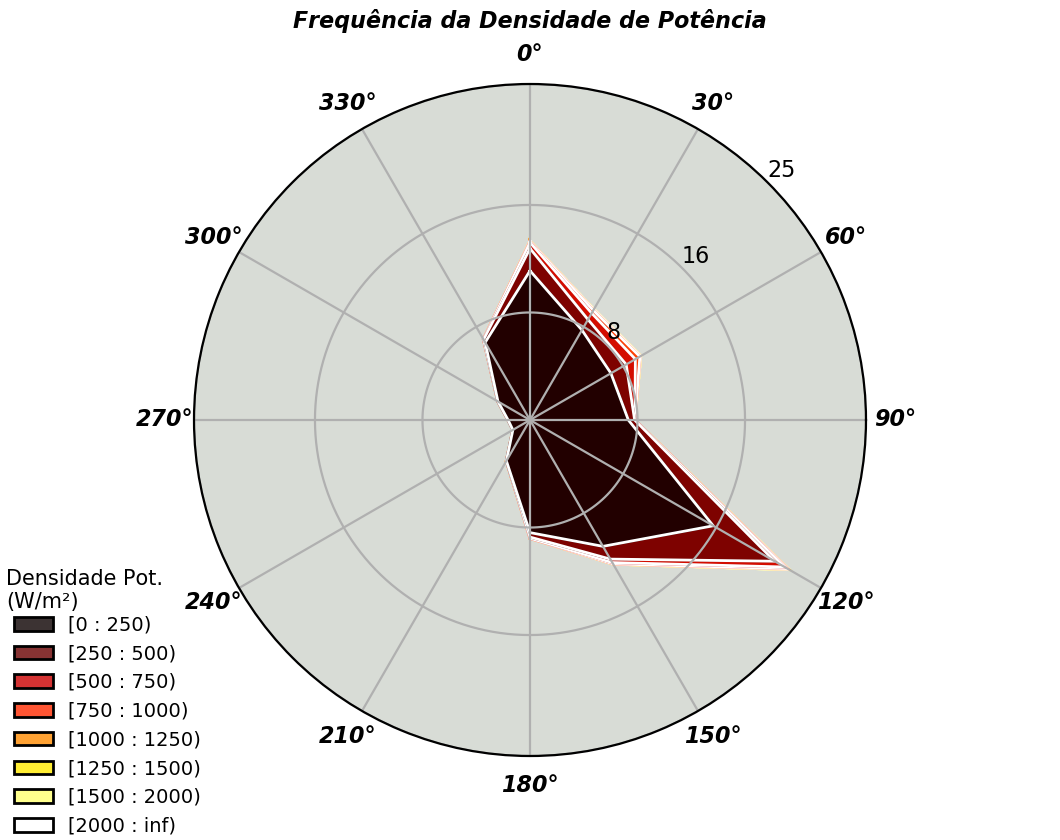 Frequência da Densidade de Potência
0°
30°
60°
90°
120°
150°
180°
210°
240°
270°
300°
330°
8
16
25
Densidade Pot.
(W/m²)
[0 : 250)
[250 : 500)
[500 : 750)
[750 : 1000)
[1000 : 1250)
[1250 : 1500)
[1500 : 2000)
[2000 : inf)